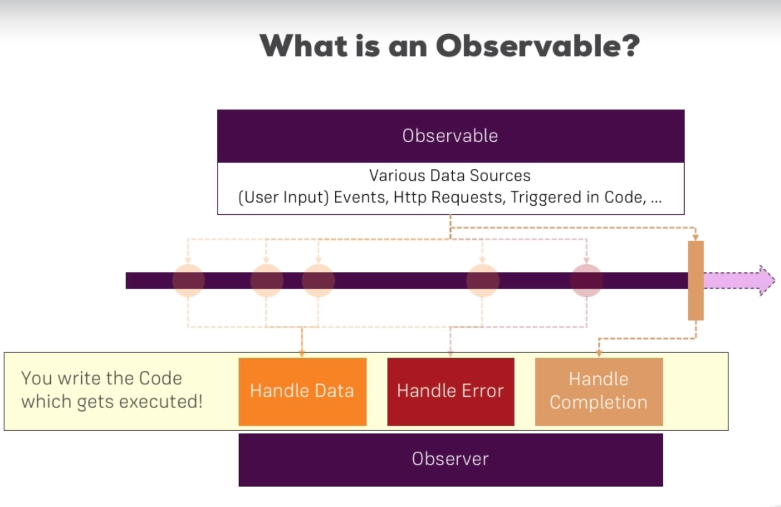 What is an Observable?
Observable
Various Data Sources
(User Input) Events, Http Requests, Triggered in Code, ...
You write the Code
which gets executed!
Handle Data
Handle Error
Handle
Completion
Observer